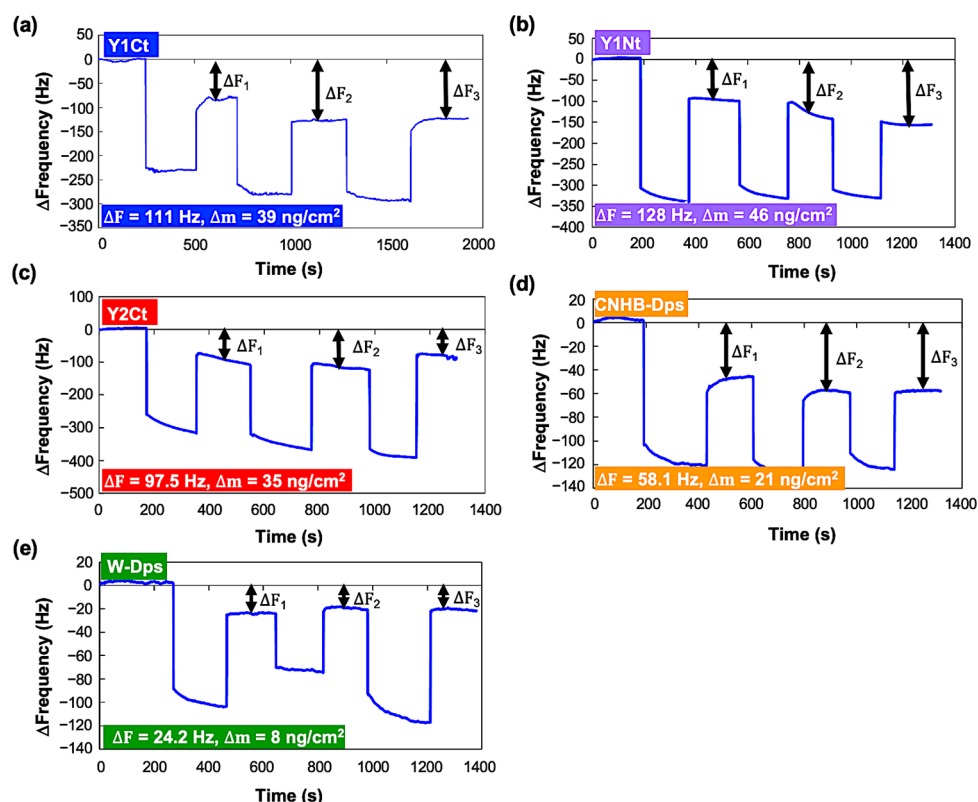 (a)
Y1Ct
ΔFrequency (Hz)
50
0
−50
−100
−150
−200
−250
−300
−350
ΔF1
ΔF2
ΔF3
ΔF = 111 Hz, Δm = 39 ng/cm²
0
500
1000
1500
2000
Time (s)
(b)
Y1Nt
ΔFrequency (Hz)
50
0
−50
−100
−150
−200
−250
−300
−350
−400
ΔF1
ΔF2
ΔF3
ΔF = 128 Hz, Δm = 46 ng/cm²
0
200
400
600
800
1000
1200
1400
Time (s)
(c)
Y2Ct
ΔFrequency (Hz)
100
0
−100
−200
−300
−400
−500
ΔF1
ΔF2
ΔF3
ΔF = 97.5 Hz, Δm = 35 ng/cm²
0
200
400
600
800
1000
1200
1400
Time (s)
(d)
CNHB-Dps
ΔFrequency (Hz)
20
0
−20
−40
−60
−80
−100
−120
−140
ΔF1
ΔF2
ΔF3
ΔF = 58.1 Hz, Δm = 21 ng/cm²
0
200
400
600
800
1000
1200
1400
Time (s)
(e)
W-Dps
ΔFrequency (Hz)
20
0
−20
−40
−60
−80
−100
−120
−140
ΔF1
ΔF2
ΔF3
ΔF = 24.2 Hz, Δm = 8 ng/cm²
0
200
400
600
800
1000
1200
1400
Time (s)